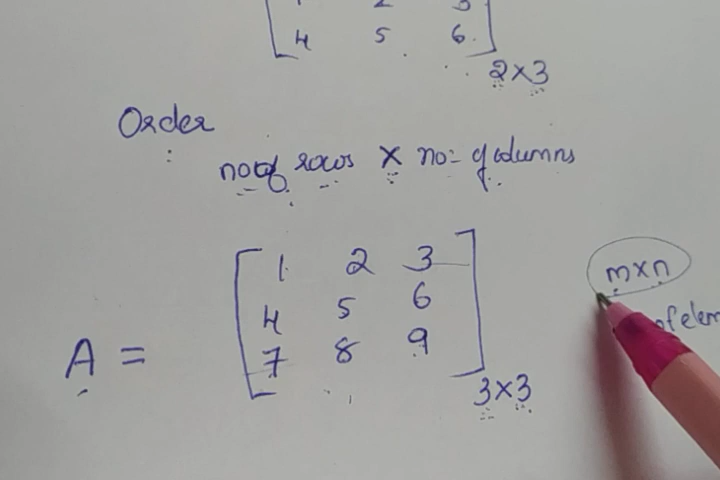 4 5 6
2×3
Order
no of rows × no= of columns
m×n
1 2 3
4 5 6
A =
7 8 9
3×3